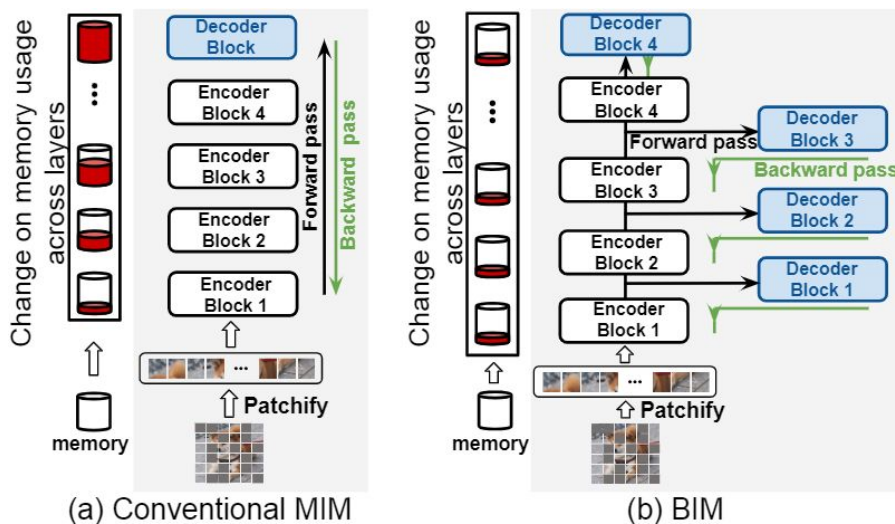 Change on memory usage
across layers
...
memory
Decoder
Block
Encoder
Block 4
Encoder
Block 3
Encoder
Block 2
Encoder
Block 1
Forward pass
Backward pass
...
Patchify
(a) Conventional MIM
Change on memory usage
across layers
...
memory
Decoder
Block 4
Encoder
Block 4
Decoder
Block 3
Forward pass
Backward pass
Encoder
Block 3
Decoder
Block 2
Encoder
Block 2
Decoder
Block 1
Encoder
Block 1
...
Patchify
(b) BIM